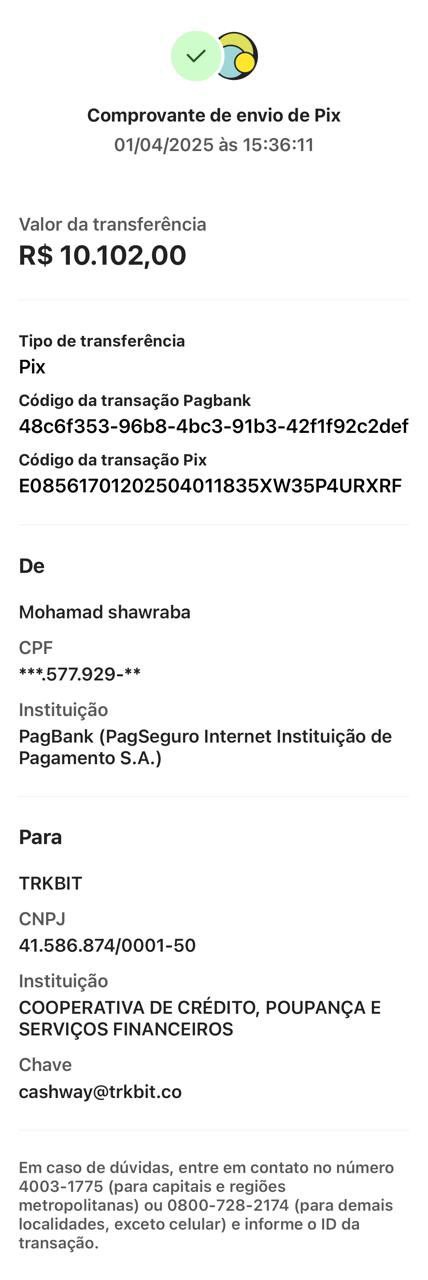 Comprovante de envio de Pix
01/04/2025 às 15:36:11
Valor da transferência
R$ 10.102,00
Tipo de transferência
Pix
Código da transação Pagbank
48c6f353-96b8-4bc3-91b3-42f1f92c2def
Código da transação Pix
E08561701202504011835XW35P4URXRF
De
Mohamad shawraba
CPF
***.577.929-**
Instituição
PagBank (PagSeguro Internet Instituição de
Pagamento S.A.)
Para
TRKBIT
CNPJ
41.586.874/0001-50
Instituição
COOPERATIVA DE CRÉDITO, POUPANÇA E
SERVIÇOS FINANCEIROS
Chave
cashway@trkbit.co
Em caso de dúvidas, entre em contato no número
4003-1775 (para capitais e regiões
metropolitanas) ou 0800-728-2174 (para demais
localidades, exceto celular) e informe o ID da
transação.